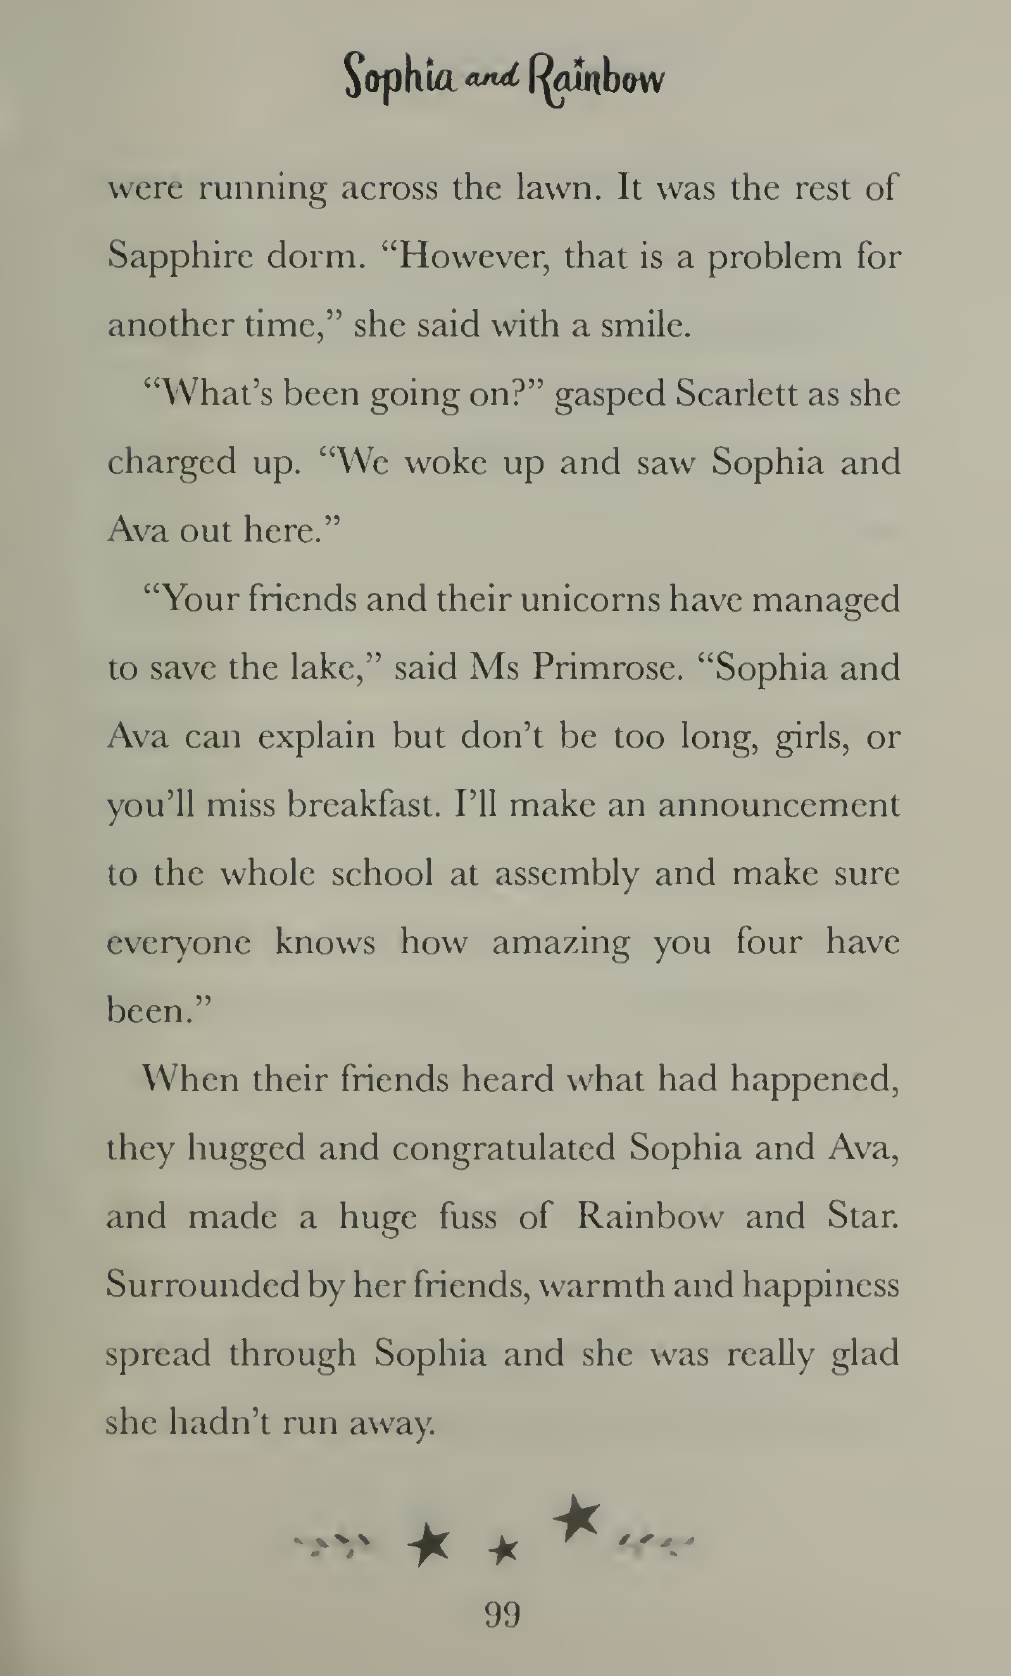 Sophia and Rainbow
were running across the lawn. It was the rest of
Sapphire dorm. “However, that is a problem for
another time,” she said with a smile.
“What’s been going on?” gasped Scarlett as she
charged up. “We woke up and saw Sophia and
Ava out here.”
“Your friends and their unicorns have managed
to save the lake,” said Ms Primrose. “Sophia and
Ava can explain but don’t be too long, girls, or
you’ll miss breakfast. I’ll make an announcement
to the whole school at assembly and make sure
everyone knows how amazing you four have
been.”
When their friends heard what had happened,
they hugged and congratulated Sophia and Ava,
and made a huge fuss of Rainbow and Star.
Surrounded by her friends, warmth and happiness
spread through Sophia and she was really glad
she hadn’t run away.
99